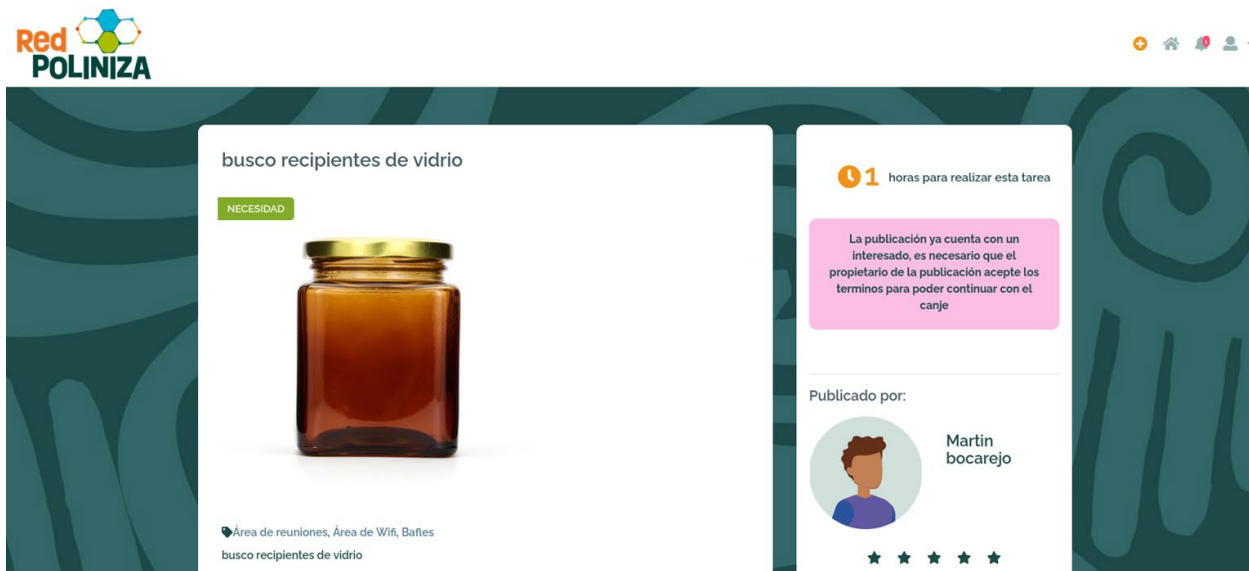 Red
POLINIZA
busco recipientes de vidrio
NECESIDAD
Área de reuniones, Área de Wifi, Bafles
busco recipientes de vidrio
1 horas para realizar esta tarea
La publicación ya cuenta con un
interesado, es necesario que el
propietario de la publicación acepte los
terminos para poder continuar con el
canje
Publicado por:
Martin
bocarejo